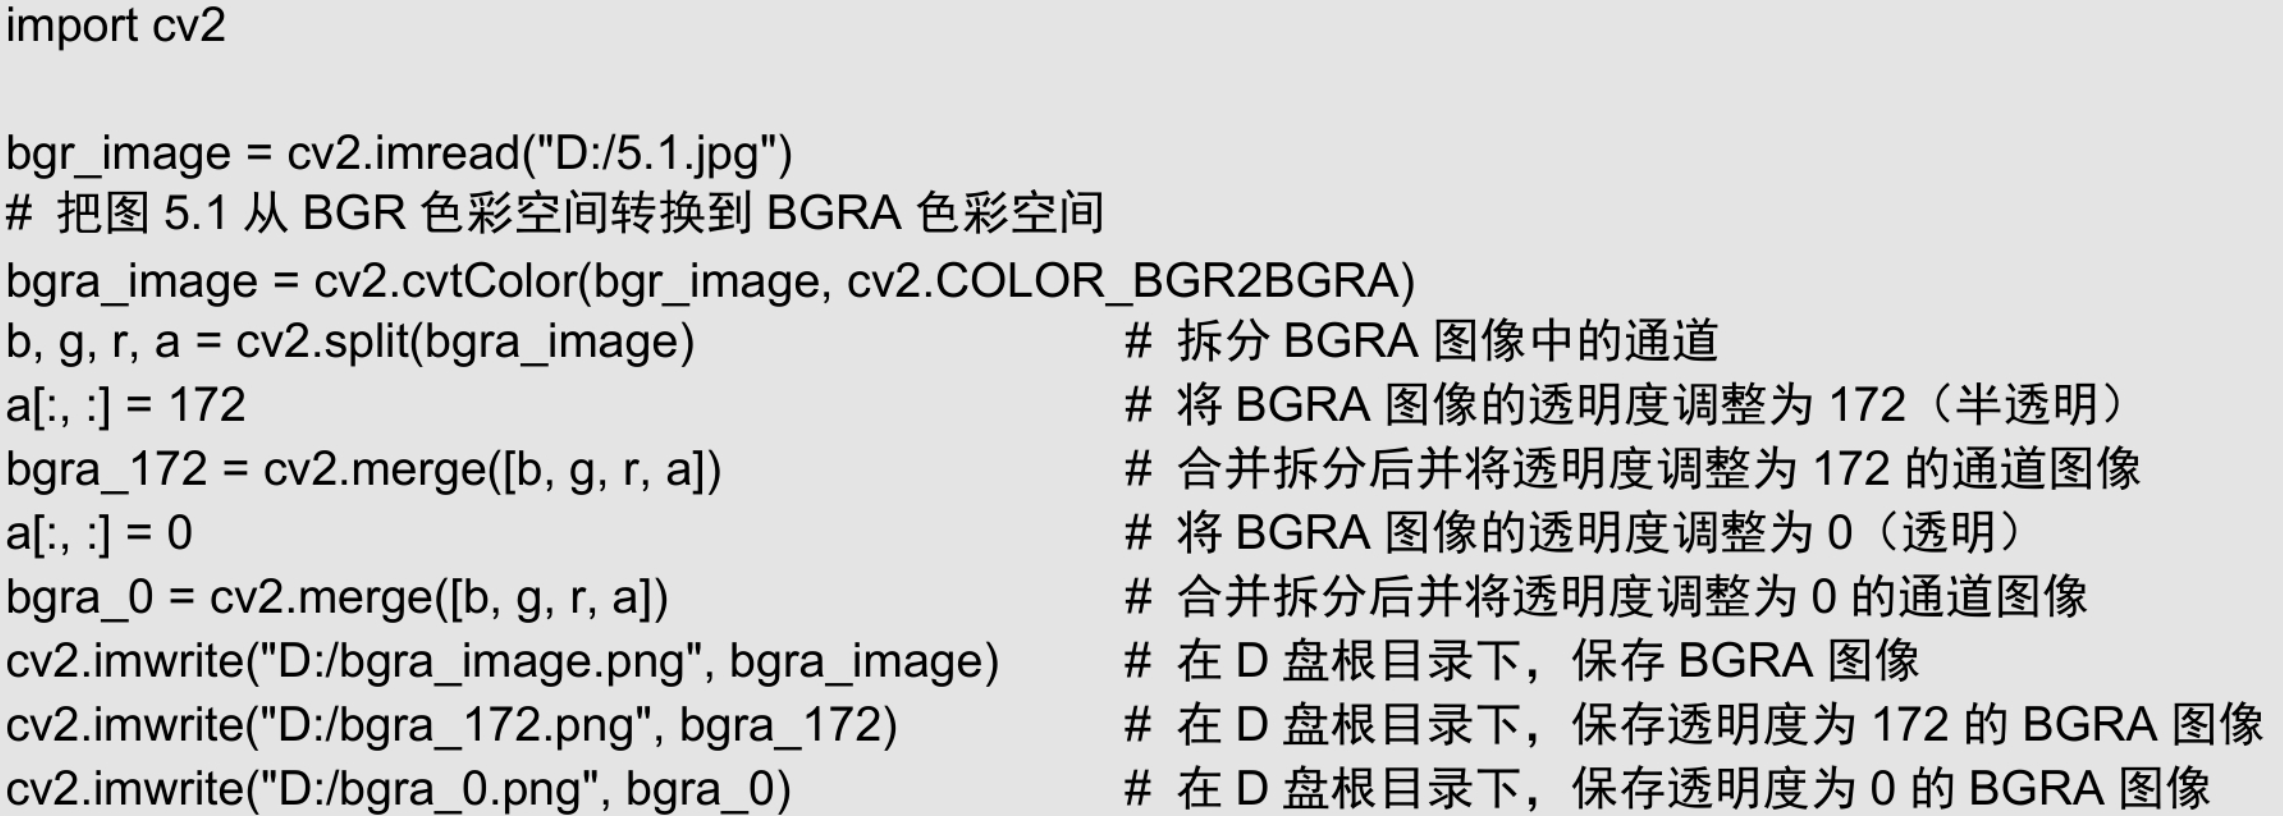 import cv2
bgr_image = cv2.imread("D:/5.1.jpg")
# 把图 5.1 从 BGR 色彩空间转换到 BGRA 色彩空间
bgra_image = cv2.cvtColor(bgr_image, cv2.COLOR_BGR2BGRA)
b, g, r, a = cv2.split(bgra_image) # 拆分 BGRA 图像中的通道
a[:, :] = 172 # 将 BGRA 图像的透明度调整为 172（半透明）
bgra_172 = cv2.merge([b, g, r, a]) # 合并拆分后并将透明度调整为 172 的通道图像
a[:, :] = 0 # 将 BGRA 图像的透明度调整为 0（透明）
bgra_0 = cv2.merge([b, g, r, a]) # 合并拆分后并将透明度调整为 0 的通道图像
cv2.imwrite("D:/bgra_image.png", bgra_image) # 在 D 盘根目录下，保存 BGRA 图像
cv2.imwrite("D:/bgra_172.png", bgra_172) # 在 D 盘根目录下，保存透明度为 172 的 BGRA 图像
cv2.imwrite("D:/bgra_0.png", bgra_0) # 在 D 盘根目录下，保存透明度为 0 的 BGRA 图像